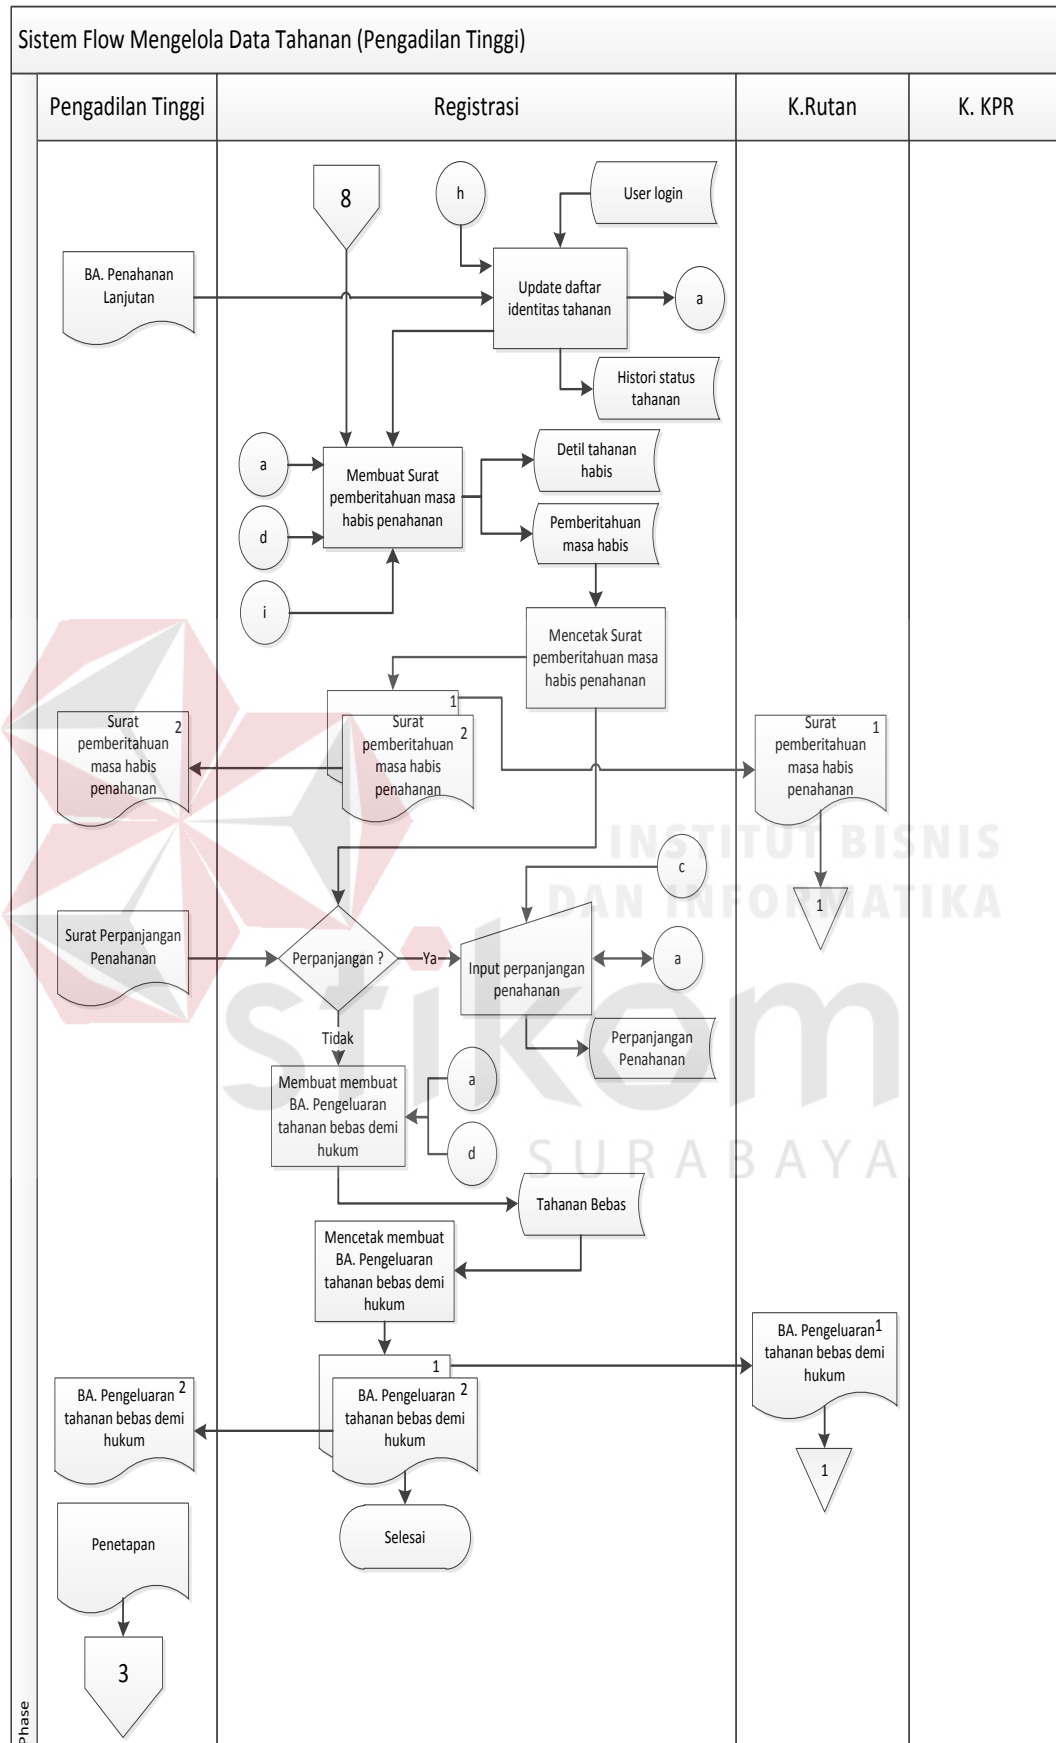 Sistem Flow Mengelola Data Tahanan (Pengadilan Tinggi)
Pengadilan Tinggi
Registrasi
K.Rutan
K. KPR
8
h
User login
BA. Penahanan
Lanjutan
Update daftar
identitas tahanan
a
Histori status
tahanan
a
Membuat Surat
pemberitahuan masa
habis penahanan
Detil tahanan
habis
d
Pemberitahuan
masa habis
i
Mencetak Surat
pemberitahuan masa
habis penahanan
1
Surat
2
pemberitahuan
masa habis
penahanan
Surat
2
pemberitahuan
masa habis
penahanan
Surat
1
pemberitahuan
masa habis
penahanan
INSTITUT BISNIS
DAN INFORMATIKA
c
1
Surat Perpanjangan
Penahanan
Perpanjangan ?
Ya
Input perpanjangan
penahanan
a
stikom
SURABAYA
Tidak
Perpanjangan
Penahanan
Membuat membuat
BA. Pengeluaran
tahanan bebas demi
hukum
a
d
Tahanan Bebas
Mencetak membuat
BA. Pengeluaran
tahanan bebas demi
hukum
BA. Pengeluaran 1
tahanan bebas demi
hukum
1
BA. Pengeluaran 2
tahanan bebas demi
hukum
BA. Pengeluaran 2
tahanan bebas demi
hukum
1
Selesai
Penetapan
3
Phase